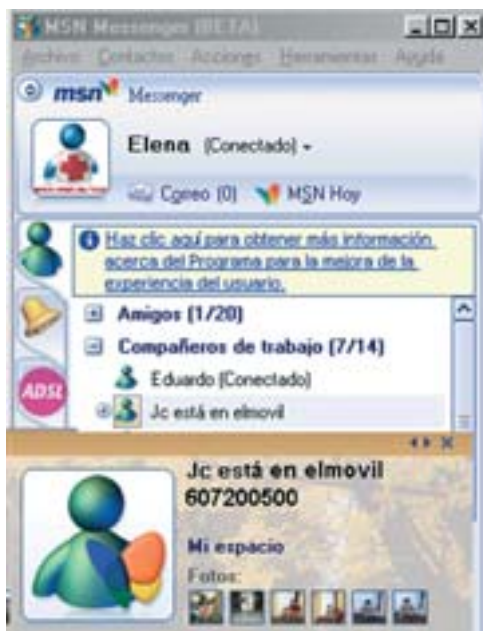 MSN Messenger (BETA)
Archivo Contactos Acciones Herramientas Ayuda
msn Messenger
Elena (Conectado)
Correo (0) MSN Hoy
Haz clic aquí para obtener más información
acerca del Programa para la mejora de la
experiencia del usuario.
Amigos (1/20)
Compañeros de trabajo (7/14)
Eduardo (Conectado)
ADSL
Jc está en elmovil
Jc está en elmovil
607200500
Mi espacio
Fotos: